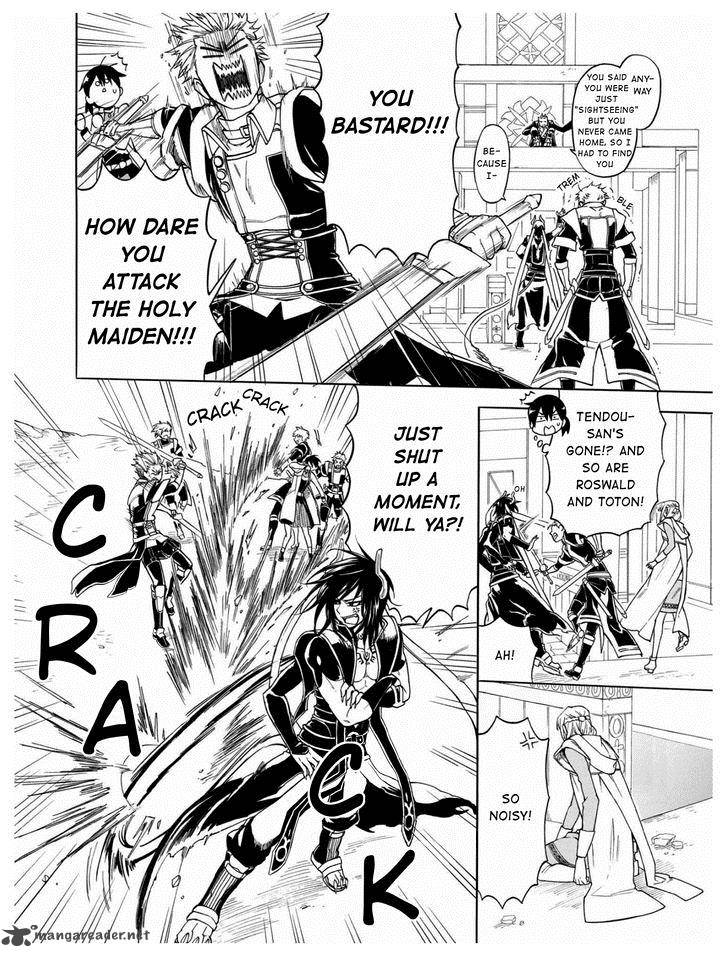 YOU SAID
YOU WERE
JUST
"SIGHTSEEING"
BUT YOU
NEVER CAME
HOME, SO I
HAD TO FIND
YOU
ANY-
WAY
BE-
CAUSE
I-
TREM
BLE
YOU
BASTARD!!!
HOW DARE
YOU
ATTACK
THE HOLY
MAIDEN!!!
TENDOU-
SAN'S
GONE!? AND
SO ARE
ROSWALD
AND TOTON!
OH
AH!
SO
NOISY!
JUST
SHUT
UP A
MOMENT,
WILL YA?!
CRACK
CRACK
CRACK
mangareader.net